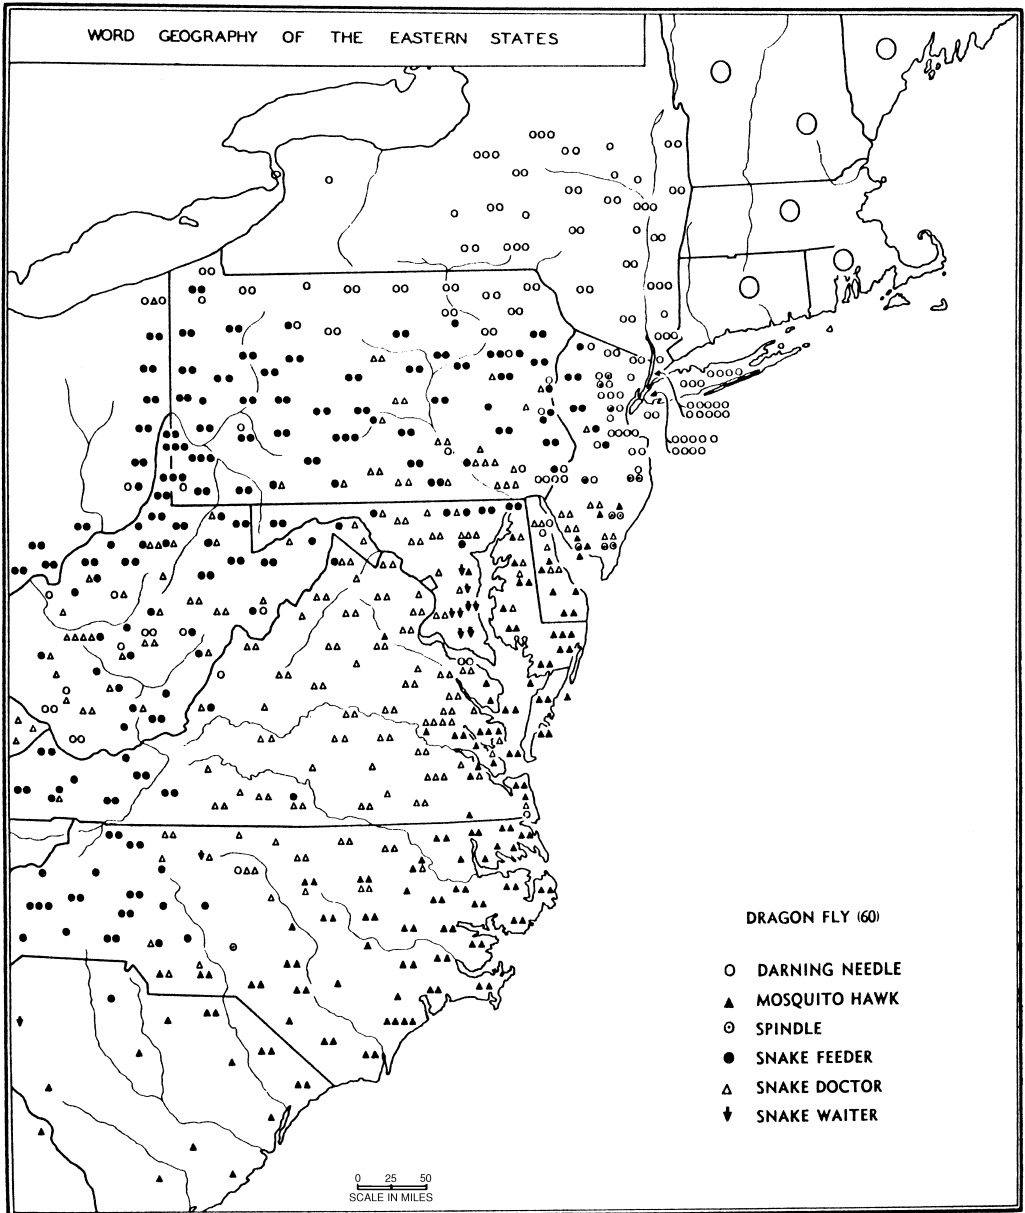 WORD GEOGRAPHY OF THE EASTERN STATES
DRAGON FLY (60)
DARNING NEEDLE
MOSQUITO HAWK
SPINDLE
SNAKE FEEDER
SNAKE DOCTOR
SNAKE WAITER
0 25 50
SCALE IN MILES